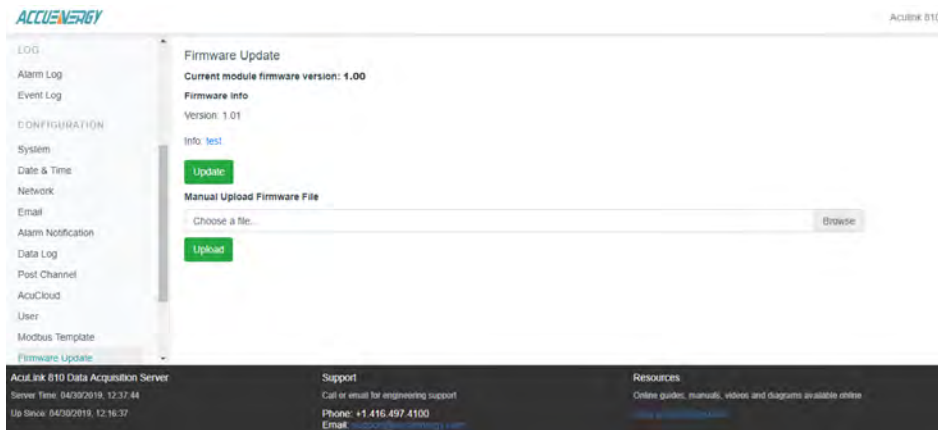 ACCUENERGY
AcuLink 810
LOG
Alarm Log
Event Log
CONFIGURATION
System
Date & Time
Network
Email
Alarm Notification
Data Log
Post Channel
AcuCloud
User
Modbus Template
Firmware Update
Firmware Update
Current module firmware version: 1.00
Firmware Info
Version: 1.01
Info: test
Update
Manual Upload Firmware File
Choose a file...
Browse
Upload
AcuLink 810 Data Acquisition Server
Server Time: 04/30/2019, 12:37:44
Up Since: 04/30/2019, 12:16:37
Support
Call or email for engineering support
Phone: +1.416.497.4100
Email: support@accuenergy.com
Resources
Online guides, manuals, videos and diagrams available online